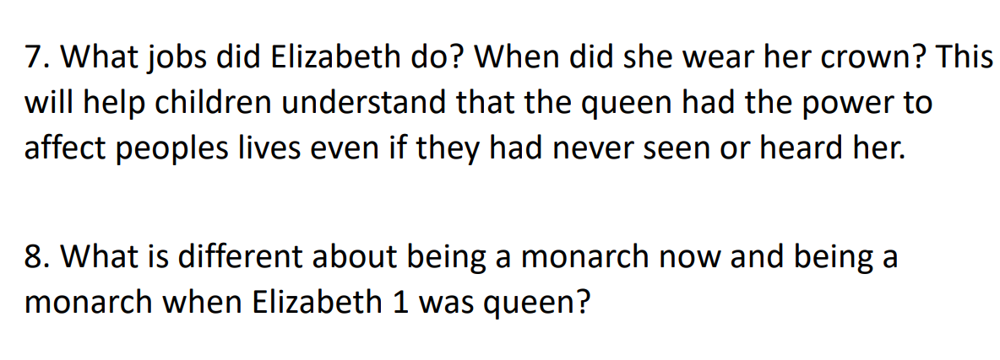 7. What jobs did Elizabeth do? When did she wear her crown? This
will help children understand that the queen had the power to
affect peoples lives even if they had never seen or heard her.
8. What is different about being a monarch now and being a
monarch when Elizabeth 1 was queen?